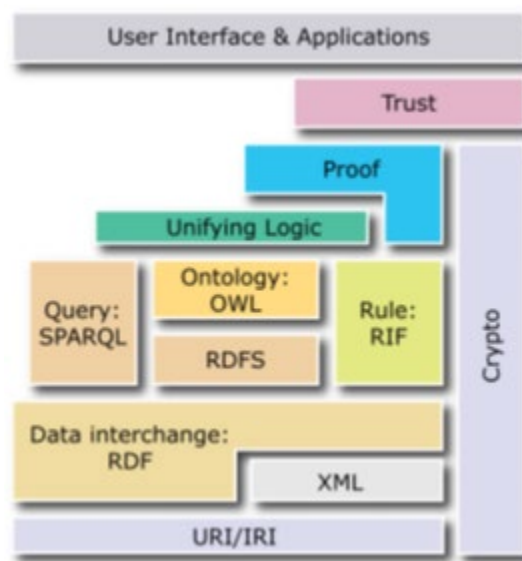 User Interface & Applications
Trust
Proof
Unifying Logic
Query:
SPARQL
Ontology:
OWL
RDFS
Rule:
RIF
Crypto
Data interchange:
RDF
XML
URI/IRI